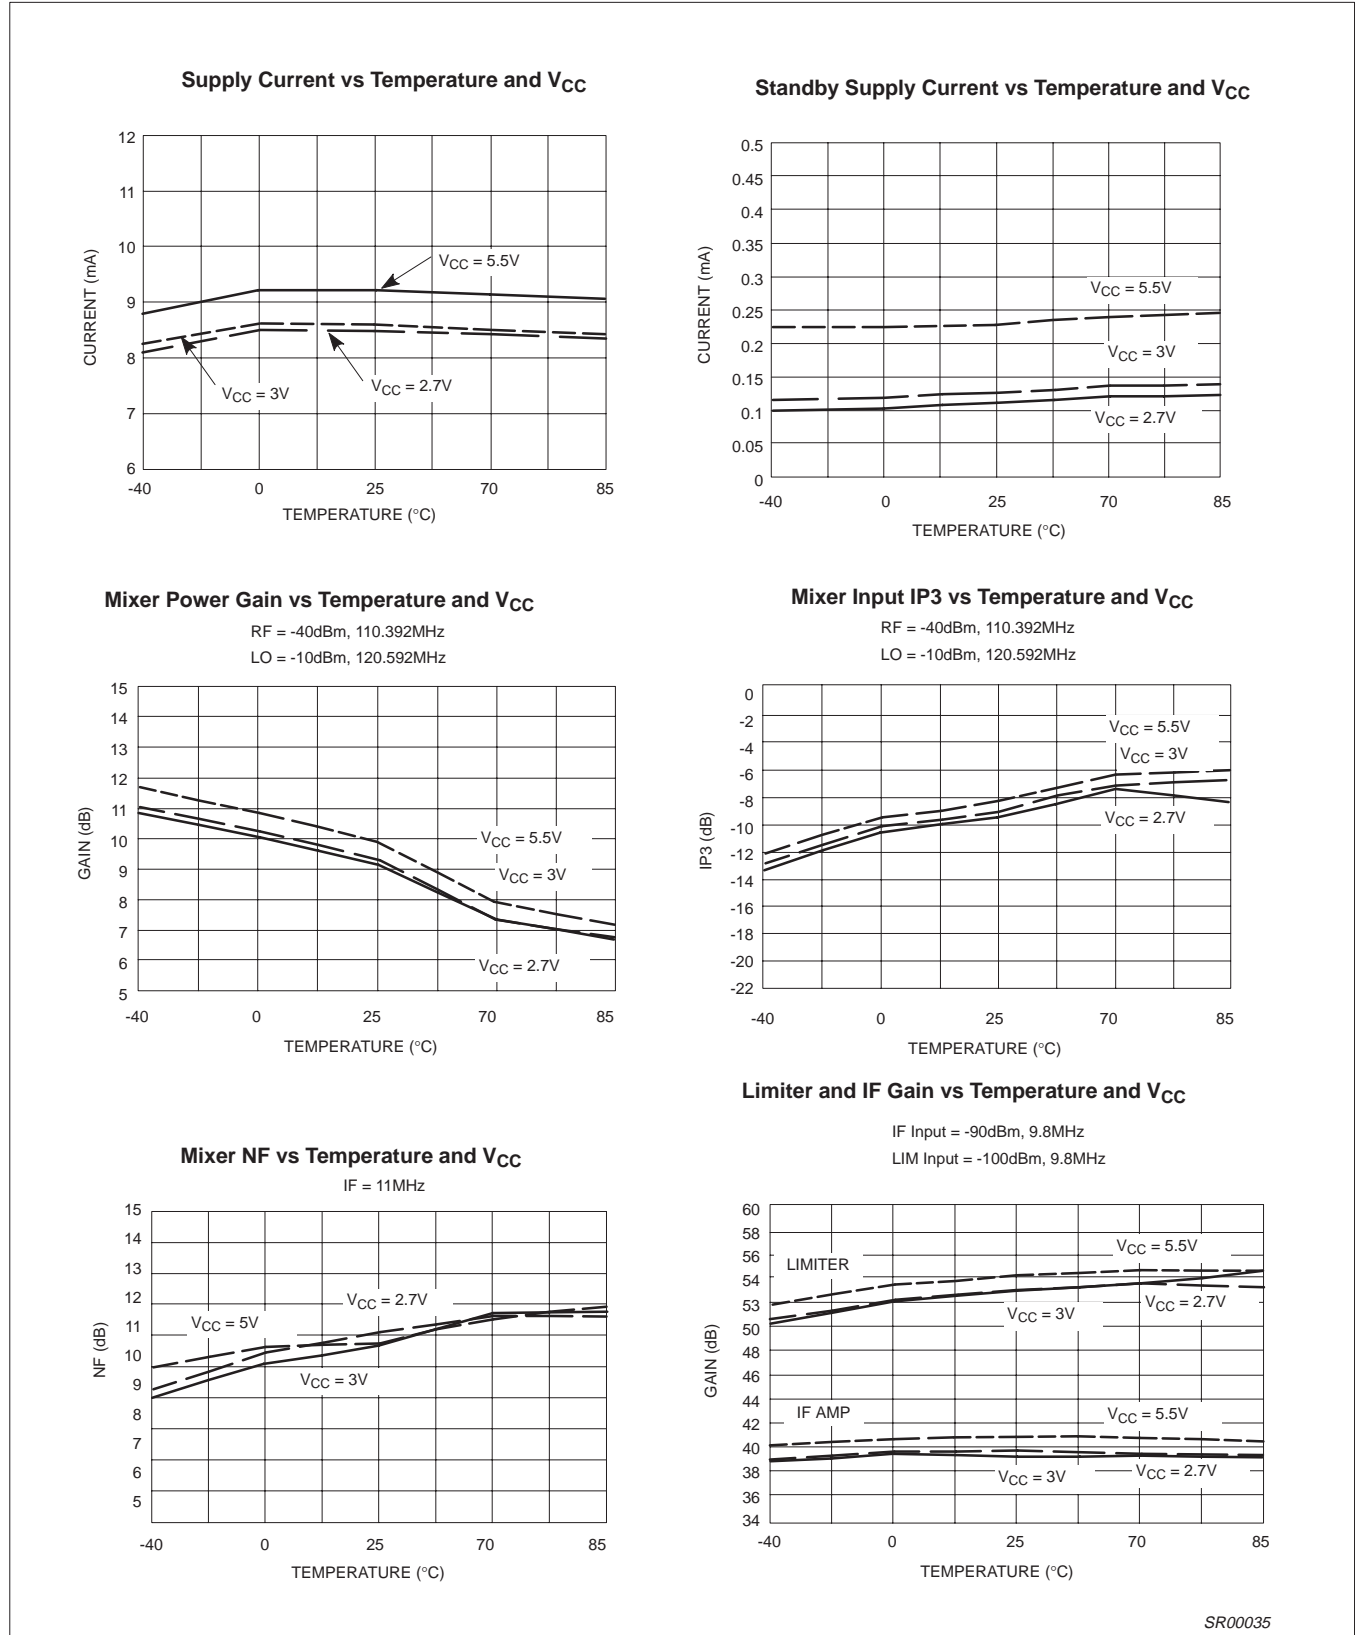 Supply Current vs Temperature and VCC
12
11
10
9
8
7
6
CURRENT (mA)
VCC = 5.5V
VCC = 3V
VCC = 2.7V
-40 0 25 70 85
TEMPERATURE (°C)
Standby Supply Current vs Temperature and VCC
0.5
0.45
0.4
0.35
0.3
0.25
0.2
0.15
0.1
0.05
0
CURRENT (mA)
VCC = 5.5V
VCC = 3V
VCC = 2.7V
-40 0 25 70 85
TEMPERATURE (°C)
Mixer Power Gain vs Temperature and VCC
RF = -40dBm, 110.392MHz
LO = -10dBm, 120.592MHz
15
14
13
12
11
10
9
8
7
6
5
GAIN (dB)
VCC = 5.5V
VCC = 3V
VCC = 2.7V
-40 0 25 70 85
TEMPERATURE (°C)
Mixer Input IP3 vs Temperature and VCC
RF = -40dBm, 110.392MHz
LO = -10dBm, 120.592MHz
0
-2
-4
-6
-8
-10
-12
-14
-16
-18
-20
-22
IP3 (dB)
VCC = 5.5V
VCC = 3V
VCC = 2.7V
-40 0 25 70 85
TEMPERATURE (°C)
Mixer NF vs Temperature and VCC
IF = 11MHz
15
14
13
12
11
10
9
8
7
6
5
NF (dB)
VCC = 2.7V
VCC = 5V
VCC = 3V
-40 0 25 70 85
TEMPERATURE (°C)
Limiter and IF Gain vs Temperature and VCC
IF Input = -90dBm, 9.8MHz
LIM Input = -100dBm, 9.8MHz
60
58
56
54
53
50
48
46
44
42
40
38
36
34
GAIN (dB)
LIMITER
VCC = 5.5V
VCC = 2.7V
VCC = 3V
IF AMP
VCC = 5.5V
VCC = 3V
VCC = 2.7V
-40 0 25 70 85
TEMPERATURE (°C)
SR00035